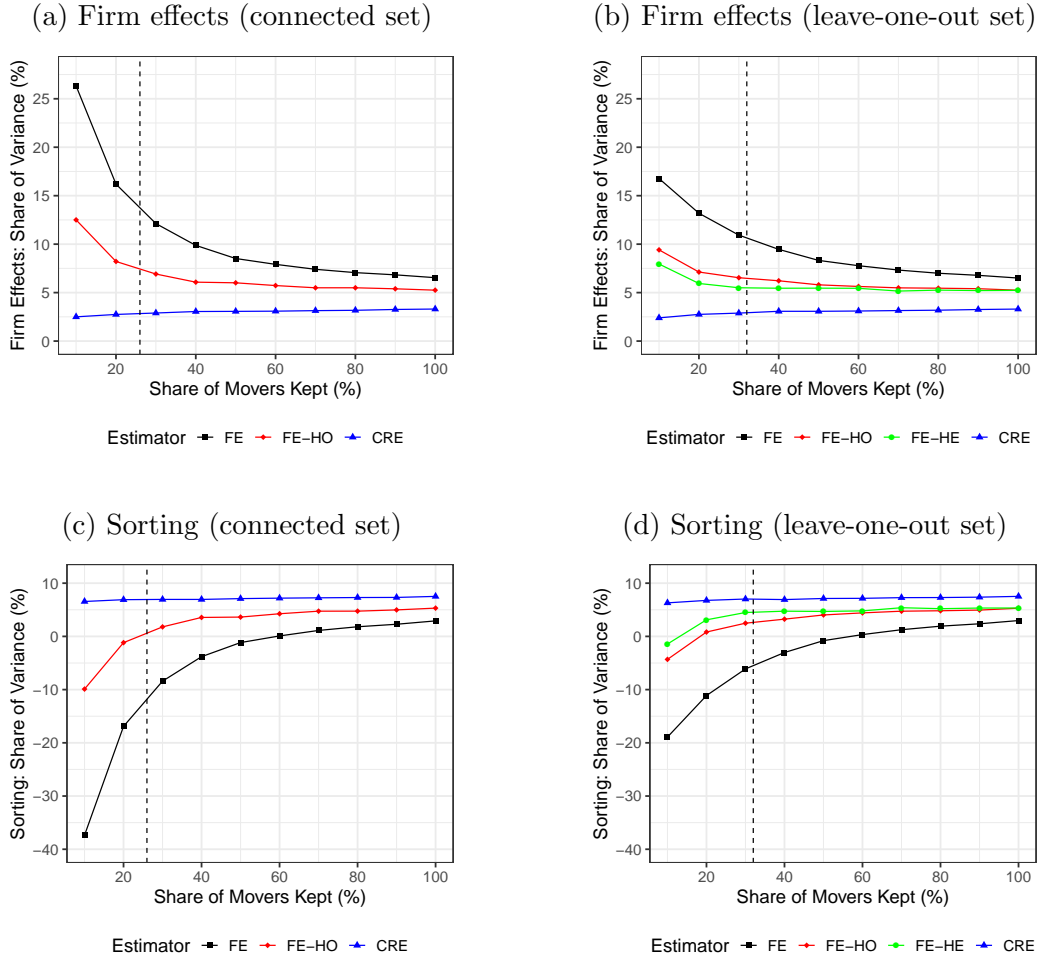 (a) Firm effects (connected set)
Firm Effects: Share of Variance (%)
25
20
15
10
5
0
20 40 60 80 100
Share of Movers Kept (%)
Estimator FE FE−HO CRE
(b) Firm effects (leave-one-out set)
Firm Effects: Share of Variance (%)
25
20
15
10
5
0
20 40 60 80 100
Share of Movers Kept (%)
Estimator FE FE−HO FE−HE CRE
(c) Sorting (connected set)
Sorting: Share of Variance (%)
10
0
−10
−20
−30
−40
20 40 60 80 100
Share of Movers Kept (%)
Estimator FE FE−HO CRE
(d) Sorting (leave-one-out set)
Sorting: Share of Variance (%)
10
0
−10
−20
−30
−40
20 40 60 80 100
Share of Movers Kept (%)
Estimator FE FE−HO FE−HE CRE